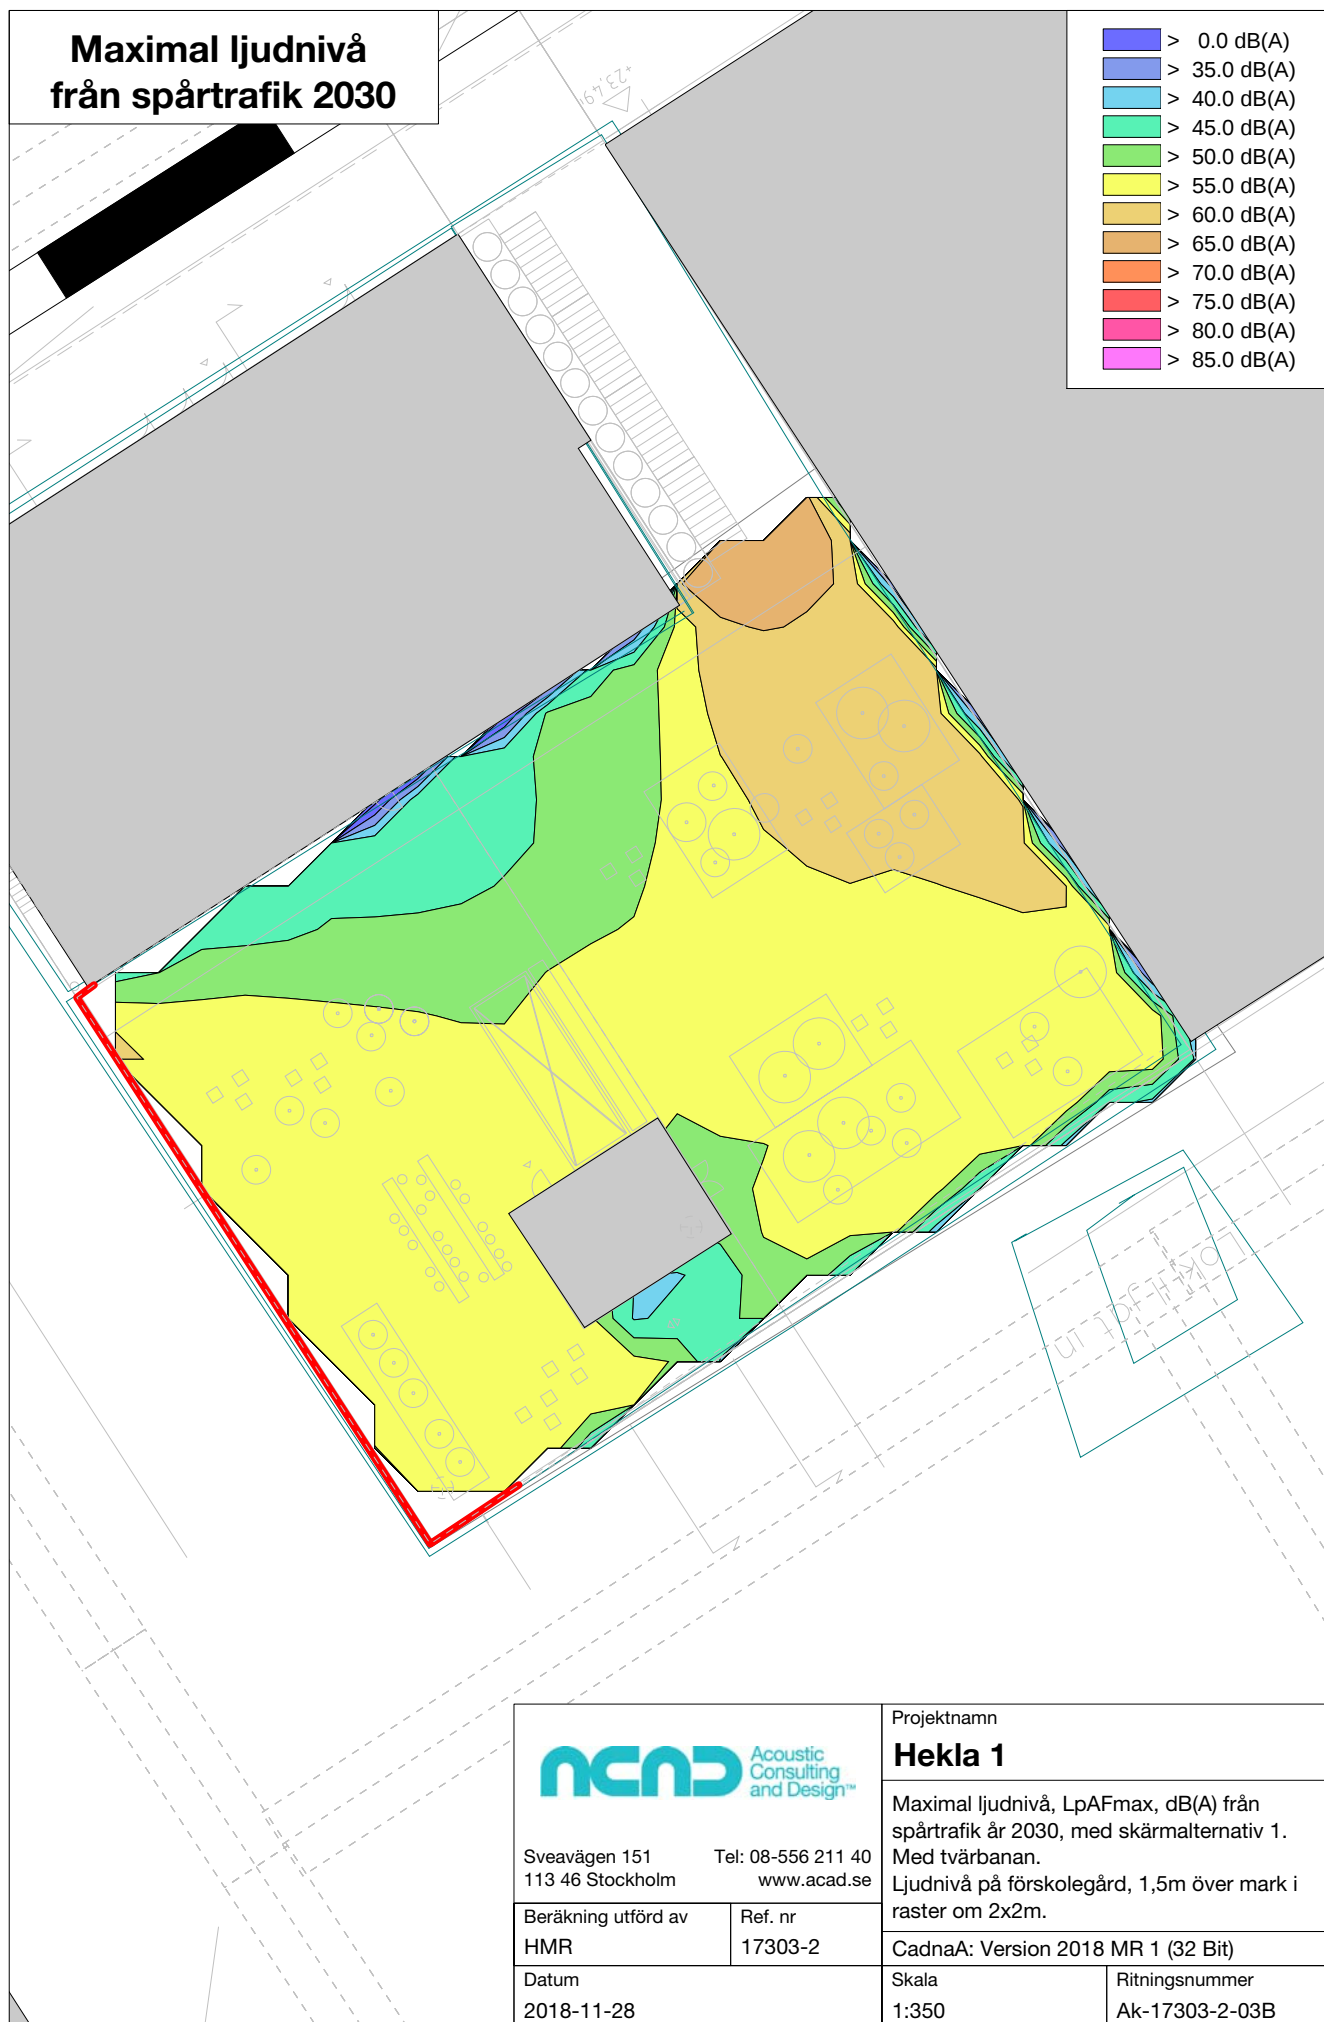 Maximal ljudnivå
från spårtrafik 2030
> 0.0 dB(A)
> 35.0 dB(A)
> 40.0 dB(A)
> 45.0 dB(A)
> 50.0 dB(A)
> 55.0 dB(A)
> 60.0 dB(A)
> 65.0 dB(A)
> 70.0 dB(A)
> 75.0 dB(A)
> 80.0 dB(A)
> 85.0 dB(A)
+23,49
ACAD
Acoustic
Consulting
and Design™
Sveavägen 151
113 46 Stockholm
Tel: 08-556 211 40
www.acad.se
Beräkning utförd av
HMR
Ref. nr
17303-2
Datum
2018-11-28
Projektnamn
Hekla 1
Maximal ljudnivå, LpAFmax, dB(A) från
spårtrafik år 2030, med skärmalternativ 1.
Med tvärbanan.
Ljudnivå på förskolegård, 1,5m över mark i
raster om 2x2m.
CadnaA: Version 2018 MR 1 (32 Bit)
Skala
1:350
Ritningsnummer
Ak-17303-2-03B